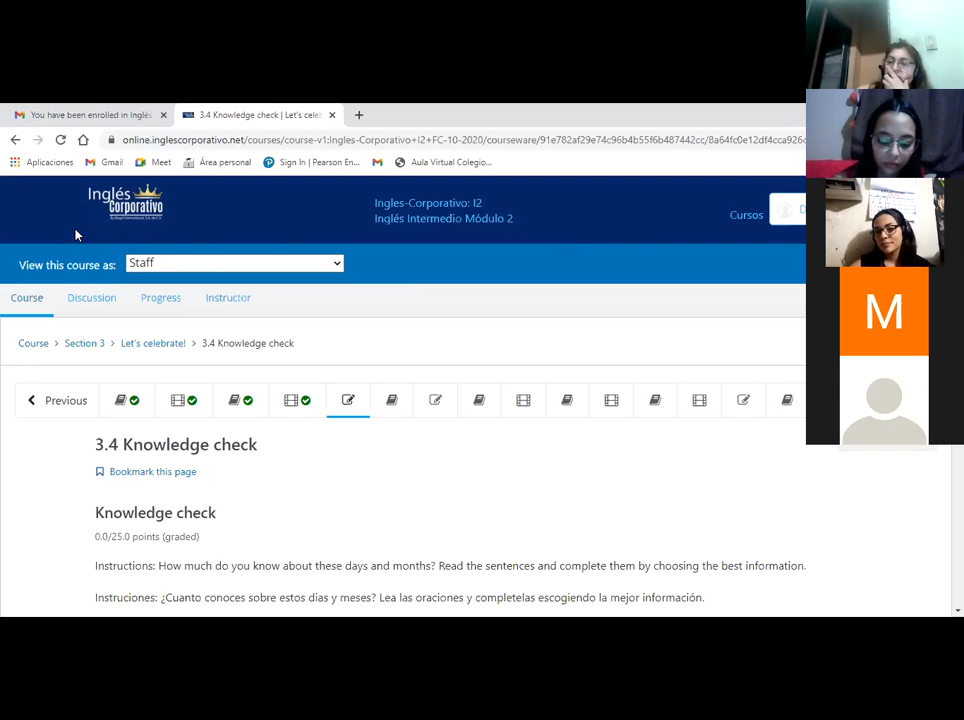 You have been enrolled in Inglés
3.4 Knowledge check | Let's celeb
online.inglescorporativo.net/courses/course-v1:Ingles-Corporativo+I2+FC-10-2020/courseware/91e782af29e74c96b4b55f6b487442cc/8a64fc0e12df4cca926c
Aplicaciones Gmail Meet Área personal Sign In | Pearson En... Aula Virtual Colegio...
Inglés
Corporativo
Ingles-Corporativo: I2
Inglés Intermedio Módulo 2
Cursos
D
View this course as: Staff
Course Discussion Progress Instructor
Course > Section 3 > Let's celebrate! > 3.4 Knowledge check
Previous
3.4 Knowledge check
Bookmark this page
Knowledge check
0.0/25.0 points (graded)
Instructions: How much do you know about these days and months? Read the sentences and complete them by choosing the best information.
Instruciones: ¿Cuanto conoces sobre estos dias y meses? Lea las oraciones y completelas escogiendo la mejor información.
M